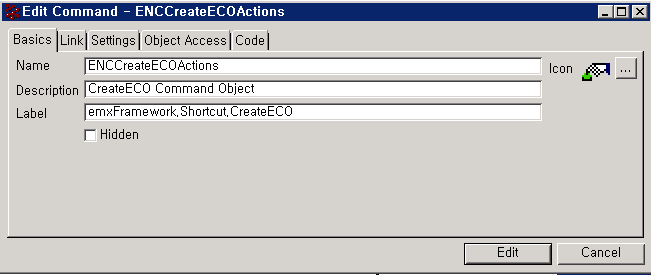 Edit Command - ENCCreateECOActions
Basics Link Settings Object Access Code
Name ENCCreateECOActions Icon ...
Description CreateECO Command Object
Label emxFramework,Shortcut,CreateECO
Hidden
Edit Cancel